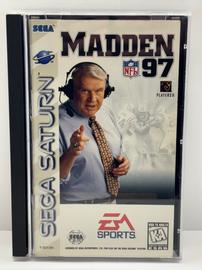 SEGA
MADDEN
NFL
97
PLAYERS
SEGA SATURN
EA
SPORTS
K-A